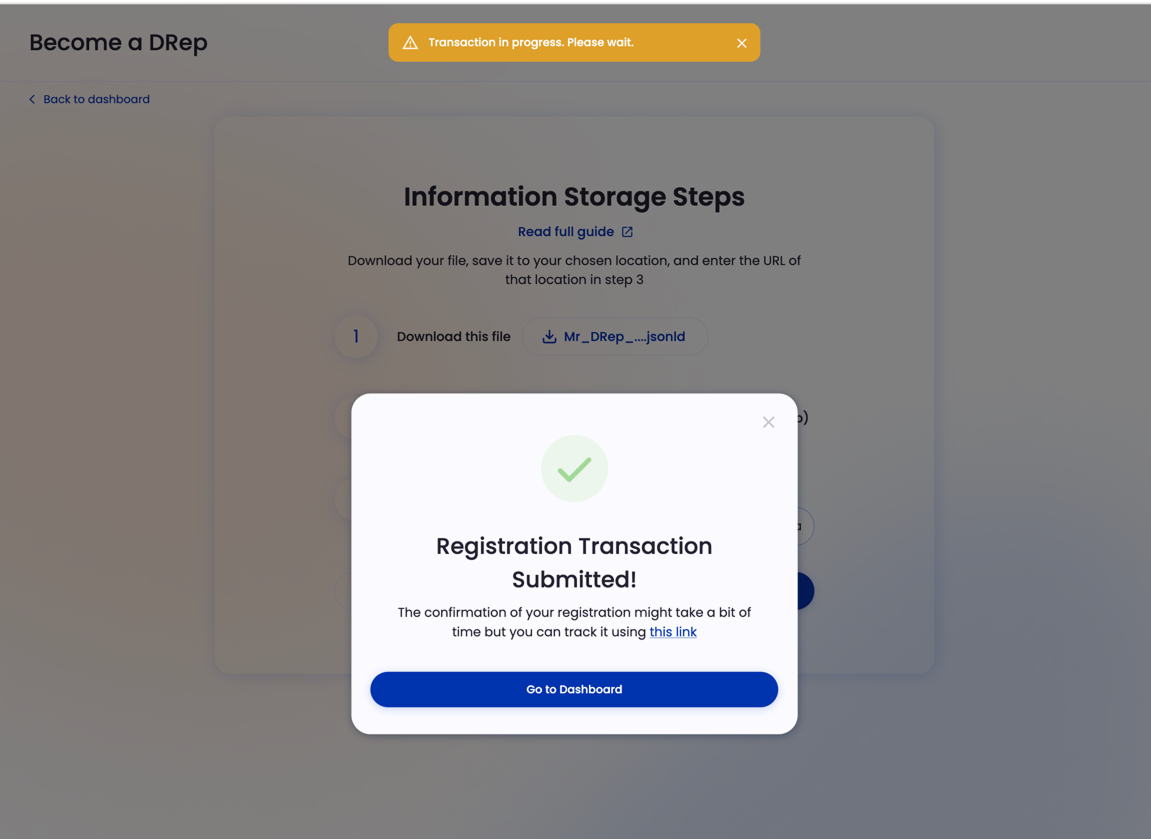 Become a DRep
Transaction in progress. Please wait.
Back to dashboard
Information Storage Steps
Read full guide
Download your file, save it to your chosen location, and enter the URL of
that location in step 3
1 Download this file Mr_DRep_....jsonld
Registration Transaction
Submitted!
The confirmation of your registration might take a bit of
time but you can track it using this link
Go to Dashboard